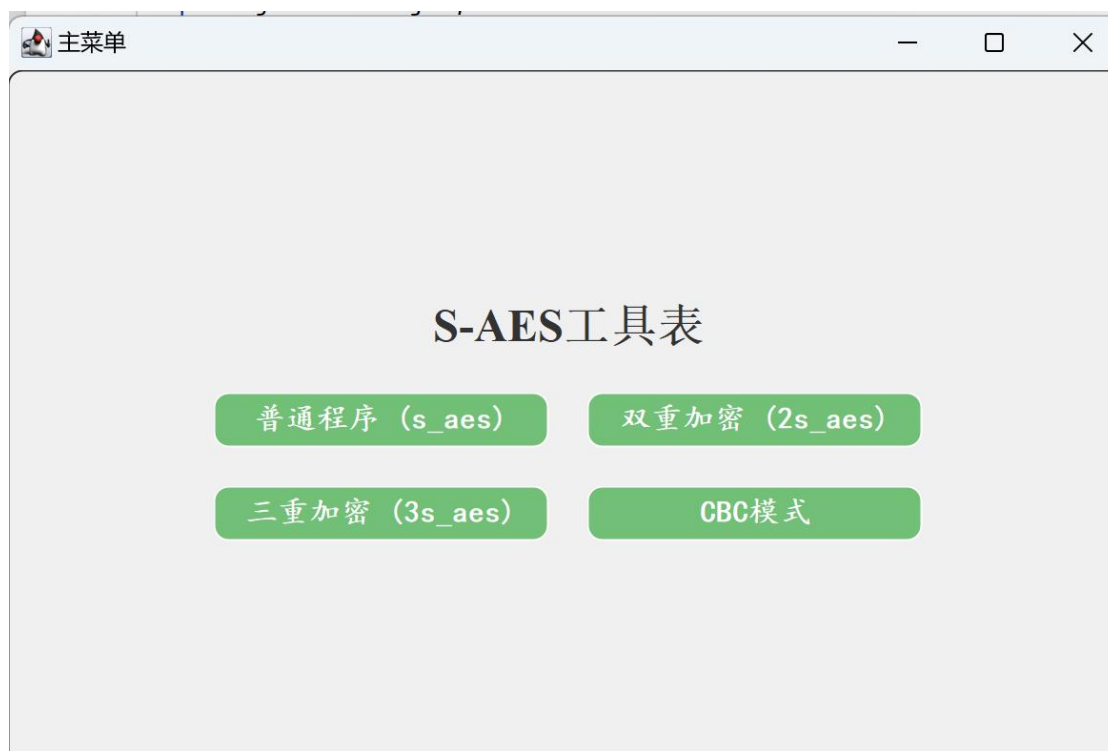 主菜单
S-AES工具表
普通程序 (s_aes)
双重加密 (2s_aes)
三重加密 (3s_aes)
CBC模式